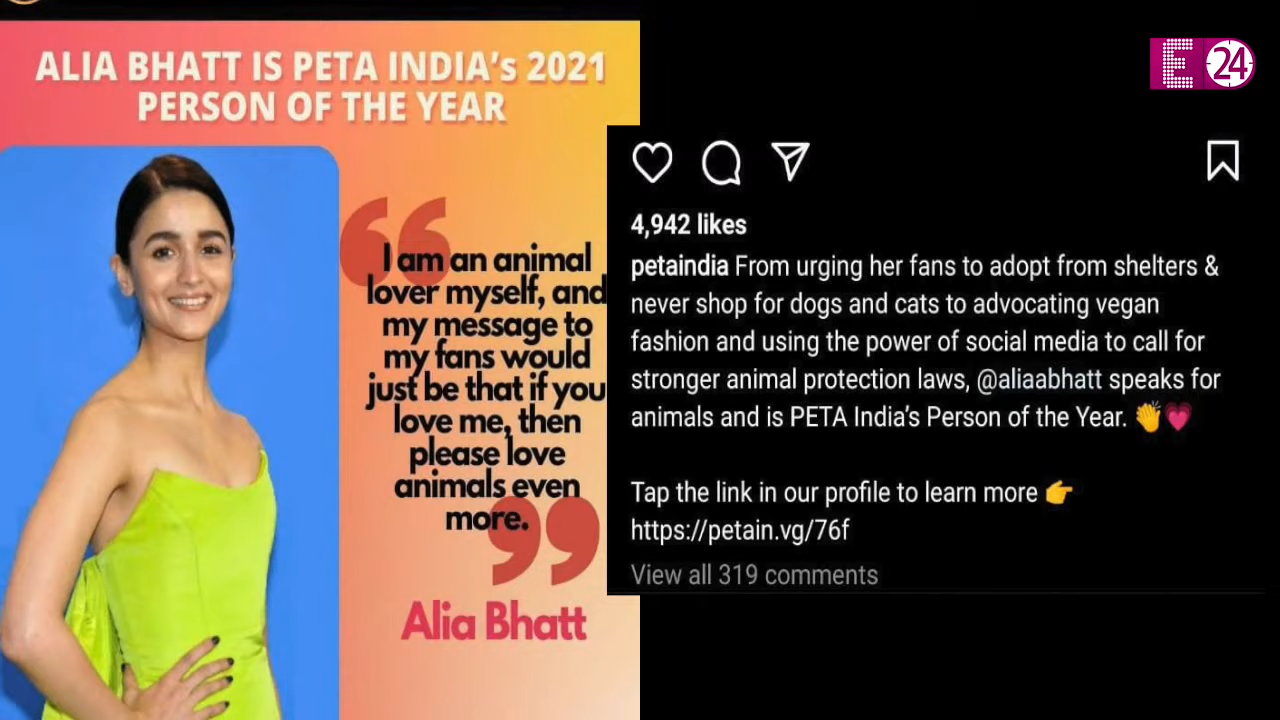 ALIA BHATT IS PETA INDIA’s 2021
PERSON OF THE YEAR
I am an animal
lover myself, and
my message to
my fans would
just be that if you
love me, then
please love
animals even
more.
Alia Bhatt
E24
4,942 likes
petaindia From urging her fans to adopt from shelters &
never shop for dogs and cats to advocating vegan
fashion and using the power of social media to call for
stronger animal protection laws, @aliaabhatt speaks for
animals and is PETA India’s Person of the Year. 👏💗
Tap the link in our profile to learn more 👉
https://petain.vg/76f
View all 319 comments